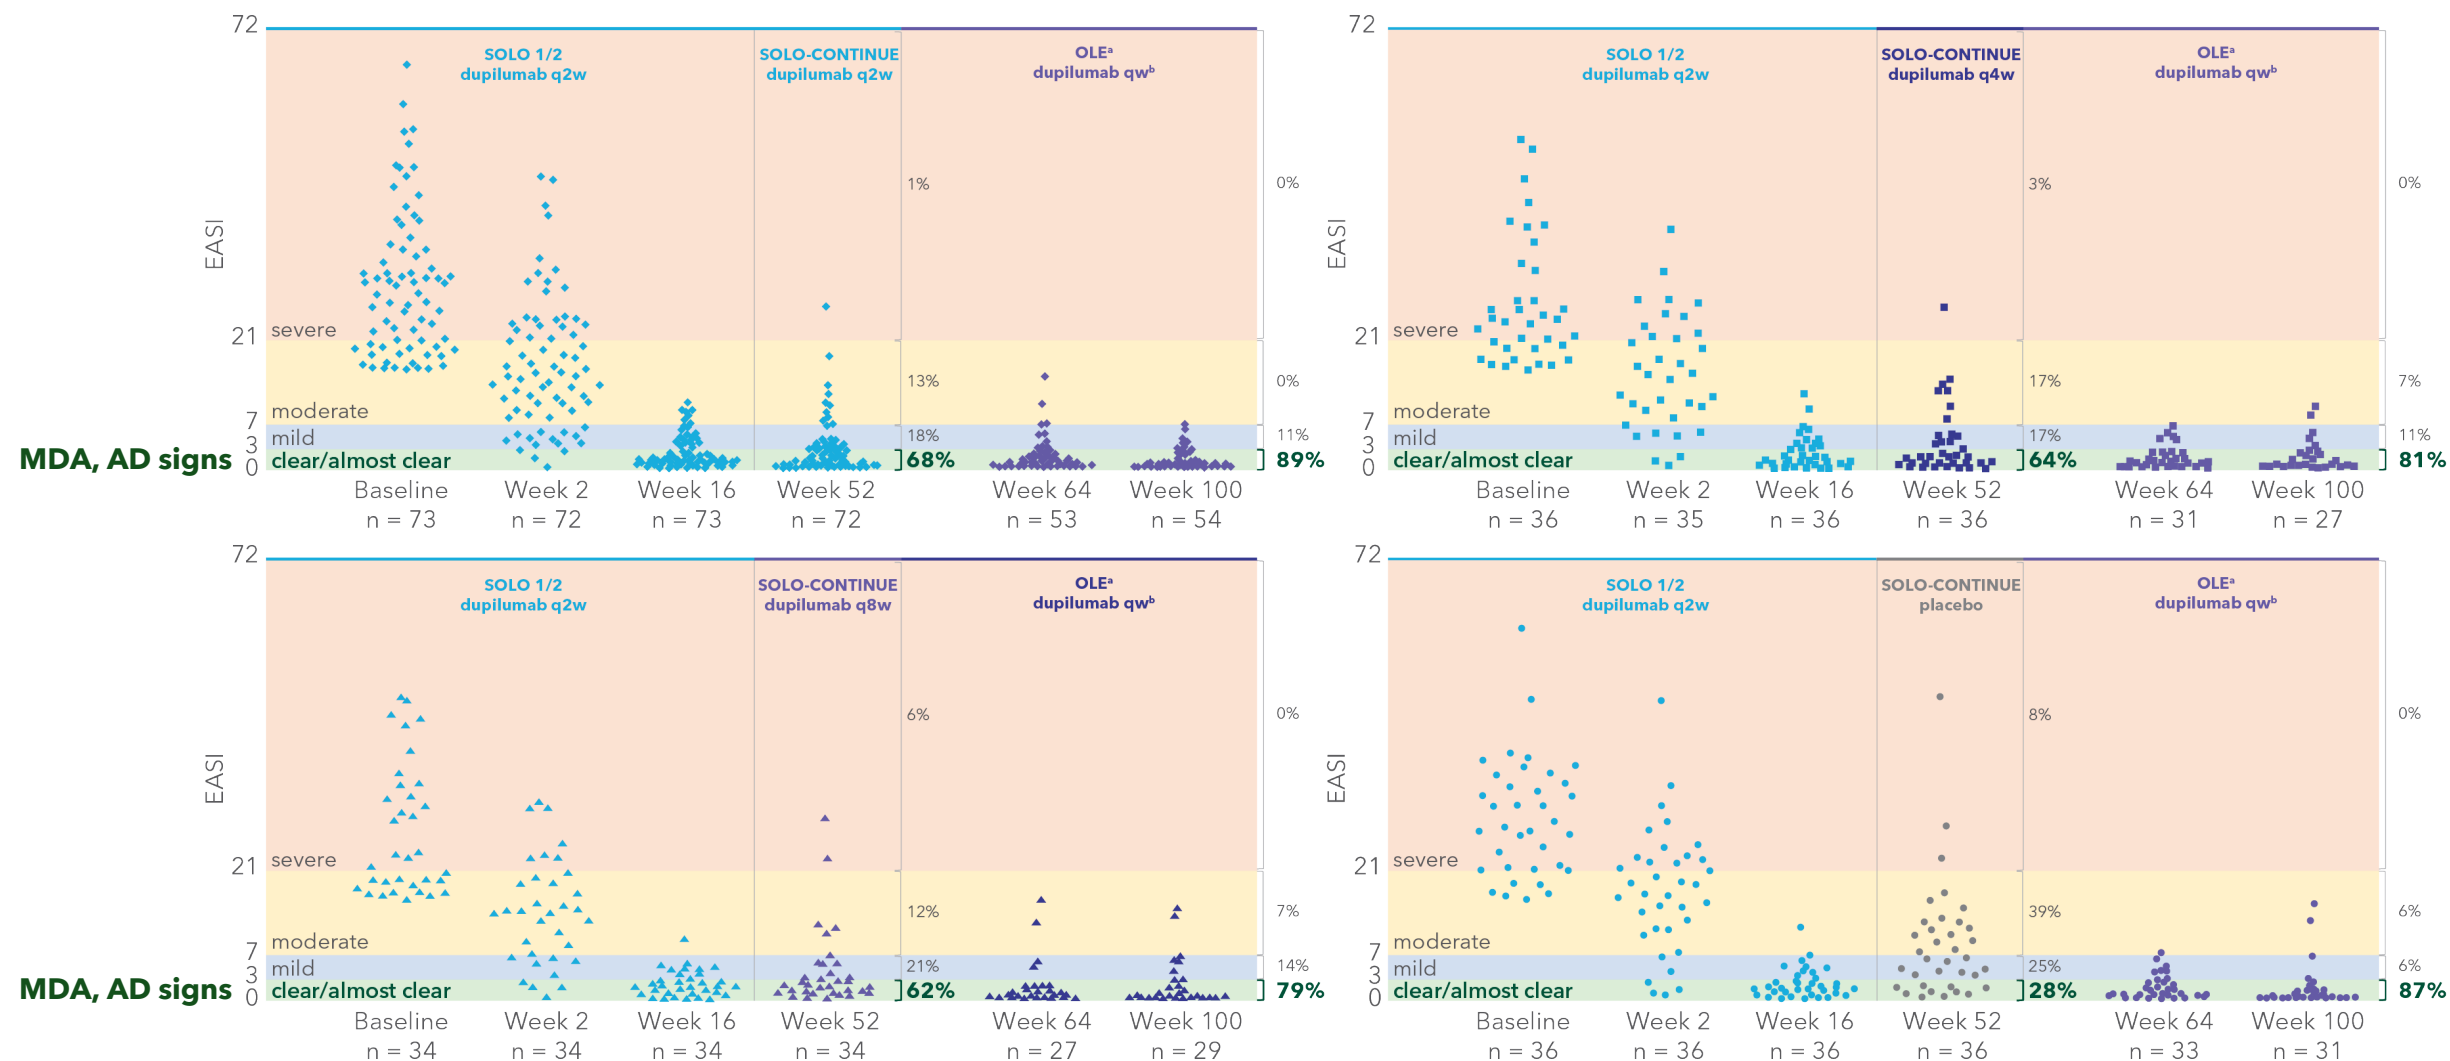 72
SOLO 1/2
dupilumab q2w
SOLO-CONTINUE
dupilumab q2w
OLEᵃ
dupilumab qwᵇ
EASI
1%
0%
21
severe
13%
0%
moderate
7
mild
18%
11%
3
MDA, AD signs
clear/almost clear
0
68%
89%
Baseline
Week 2
Week 16
Week 52
Week 64
Week 100
n = 73
n = 72
n = 73
n = 72
n = 53
n = 54
72
SOLO 1/2
dupilumab q2w
SOLO-CONTINUE
dupilumab q4w
OLEᵃ
dupilumab qwᵇ
EASI
3%
0%
21
severe
17%
7%
moderate
7
mild
17%
11%
3
clear/almost clear
0
64%
81%
Baseline
Week 2
Week 16
Week 52
Week 64
Week 100
n = 36
n = 35
n = 36
n = 36
n = 31
n = 27
72
SOLO 1/2
dupilumab q2w
SOLO-CONTINUE
dupilumab q8w
OLEᵃ
dupilumab qwᵇ
EASI
6%
0%
21
severe
12%
7%
moderate
7
mild
21%
14%
3
MDA, AD signs
clear/almost clear
0
62%
79%
Baseline
Week 2
Week 16
Week 52
Week 64
Week 100
n = 34
n = 34
n = 34
n = 34
n = 27
n = 29
72
SOLO 1/2
dupilumab q2w
SOLO-CONTINUE
placebo
OLEᵃ
dupilumab qwᵇ
EASI
8%
0%
21
severe
39%
6%
moderate
7
mild
25%
6%
3
clear/almost clear
0
28%
87%
Baseline
Week 2
Week 16
Week 52
Week 64
Week 100
n = 36
n = 36
n = 36
n = 36
n = 33
n = 31